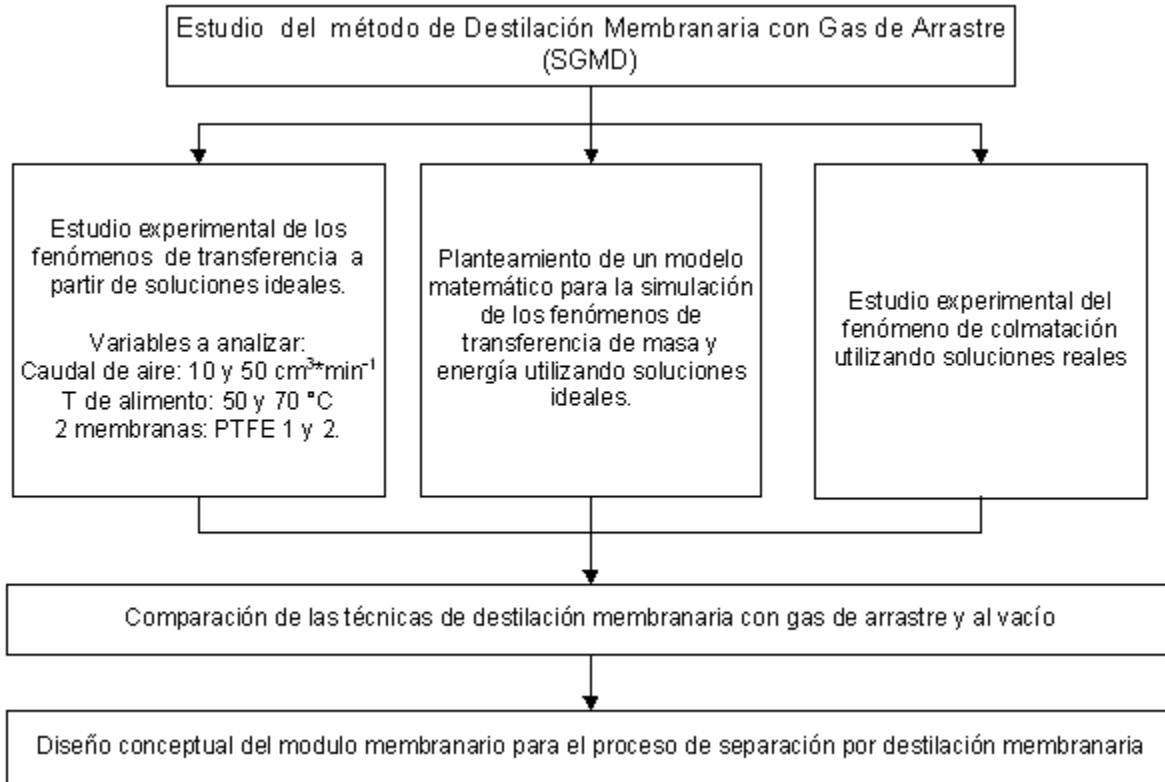 Estudio del método de Destilación Membranaria con Gas de Arrastre
(SGMD)
Estudio experimental de los
fenómenos de transferencia a
partir de soluciones ideales.
Variables a analizar:
Caudal de aire: 10 y 50 cm³*min⁻¹
T de alimento: 50 y 70 °C
2 membranas: PTFE 1 y 2.
Planteamiento de un modelo
matemático para la simulación
de los fenómenos de
transferencia de masa y
energía utilizando soluciones
ideales.
Estudio experimental del
fenómeno de colmatación
utilizando soluciones reales
Comparación de las técnicas de destilación membranaria con gas de arrastre y al vacío
Diseño conceptual del modulo membranario para el proceso de separación por destilación membranaria